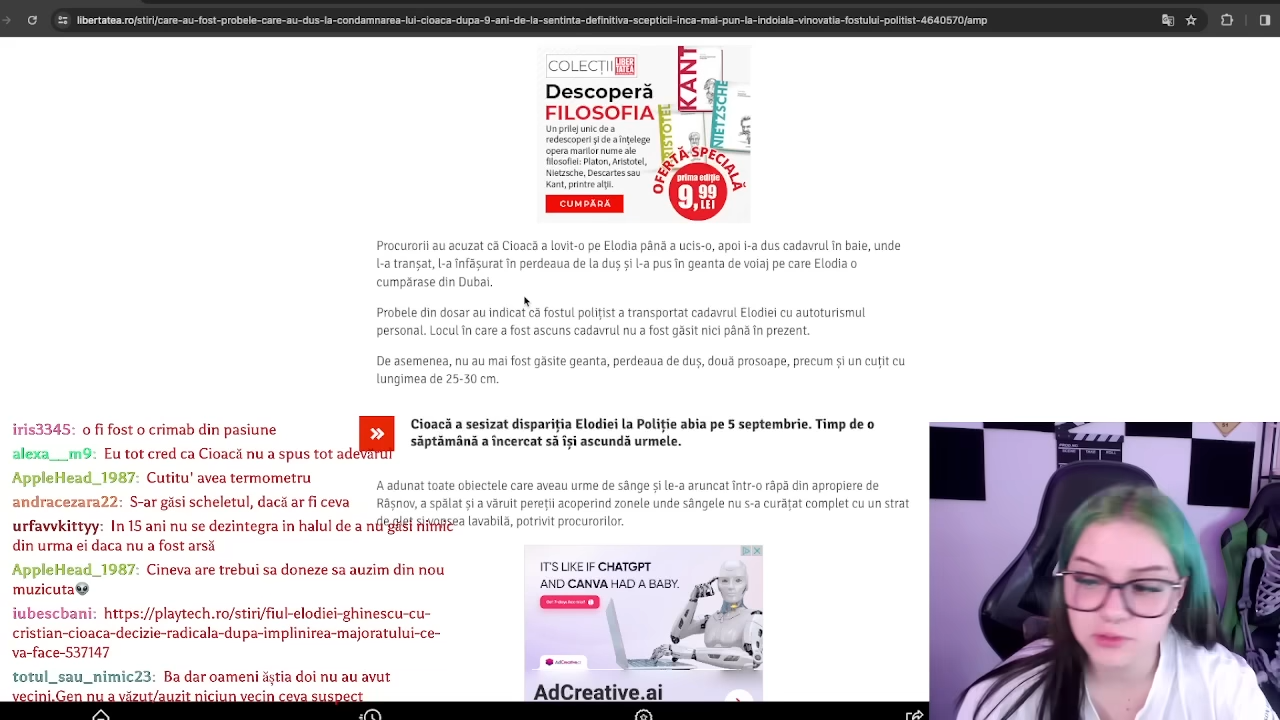 libertatea.ro/stiri/care-au-fost-probele-care-au-dus-la-condamnarea-lui-cioaca-dupa-9-ani-de-la-sentinta-definitiva-scepticii-inca-mai-pun-la-indoiala-vinovatia-fostului-politist-4640570/amp
COLECȚII LIBERTATEA
Descoperă
FILOSOFIA
Un prilej unic de a
redescoperi și de a înțelege
opera marilor nume ale
filosofiei: Platon, Aristotel,
Nietzsche, Descartes sau
Kant, printre alții.
CUMPĂRĂ
KANT
NIETZSCHE
ARISTOTEL
OFERTĂ SPECIALĂ
prima ediție
9,99
LEI
Procurorii au acuzat că Cioacă a lovit-o pe Elodia până a ucis-o, apoi i-a dus cadavrul în baie, unde
l-a tranșat, l-a înfășurat în perdeaua de la duș și l-a pus în geanta de voiaj pe care Elodia o
cumpărase din Dubai.
Probele din dosar au indicat că fostul polițist a transportat cadavrul Elodiei cu autoturismul
personal. Locul în care a fost ascuns cadavrul nu a fost găsit nici până în prezent.
De asemenea, nu au mai fost găsite geanta, perdeaua de duș, două prosoape, precum și un cuțit cu
lungimea de 25-30 cm.
Cioacă a sesizat dispariția Elodiei la Poliție abia pe 5 septembrie. Timp de o
săptămână a încercat să își ascundă urmele.
A adunat toate obiectele care aveau urme de sânge și le-a aruncat într-o râpă din apropiere de
Râșnov, a spălat și a văruit pereții acoperind zonele unde sângele nu s-a curățat complet cu un strat
de glet și vopsea lavabilă, potrivit procurorilor.
IT'S LIKE IF CHATGPT
AND CANVA HAD A BABY.
AdCreative.ai
AdCreative.ai
iris3345: o fi fost o crimab din pasiune
alexa__m9: Eu tot cred ca Cioacă nu a spus tot adevărul
AppleHead_1987: Cutitu' avea termometru
andracezara22: S-ar găsi scheletul, dacă ar fi ceva
urfavvkittyy: In 15 ani nu se dezintegra in halul de a nu găsi nimic
din urma ei daca nu a fost arsă
AppleHead_1987: Cineva are trebui sa doneze sa auzim din nou
muzicuta👽
iubescbani: https://playtech.ro/stiri/fiul-elodiei-ghinescu-cu-
cristian-cioaca-decizie-radicala-dupa-implinirea-majoratului-ce-
va-face-537147
totul_sau_nimic23: Ba dar oameni ăștia doi nu au avut
vecini,Gen nu a văzut/auzit niciun vecin ceva suspect